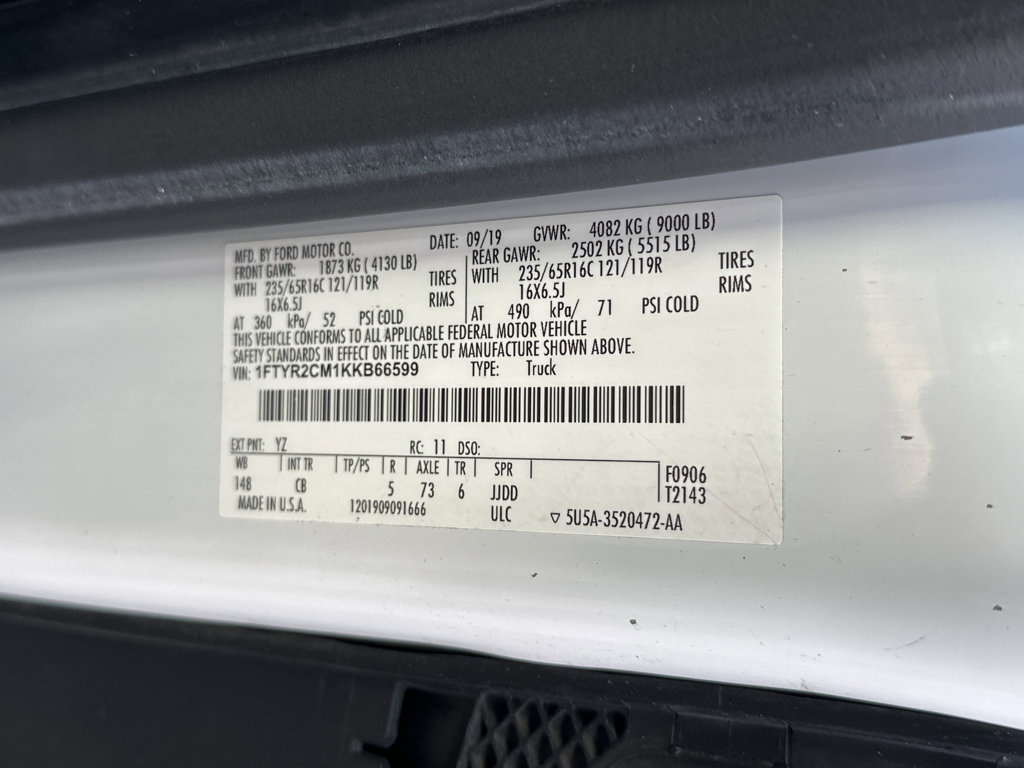 MFD. BY FORD MOTOR CO. DATE: 09/19 GVWR: 4082 KG ( 9000 LB)
FRONT GAWR: 1873 KG ( 4130 LB) REAR GAWR: 2502 KG ( 5515 LB)
WITH 235/65R16C 121/119R TIRES WITH 235/65R16C 121/119R TIRES
16X6.5J RIMS 16X6.5J RIMS
AT 360 kPa/ 52 PSI COLD AT 490 kPa/ 71 PSI COLD
THIS VEHICLE CONFORMS TO ALL APPLICABLE FEDERAL MOTOR VEHICLE
SAFETY STANDARDS IN EFFECT ON THE DATE OF MANUFACTURE SHOWN ABOVE.
VIN: 1FTYR2CM1KKB66599 TYPE: Truck
EXT PNT: YZ RC: 11 DSO:
WB INT TR TP/PS R AXLE TR SPR F0906
148 CB 5 73 6 JJDD T2143
MADE IN U.S.A. 1201909091666 ULC ▽ 5U5A-3520472-AA